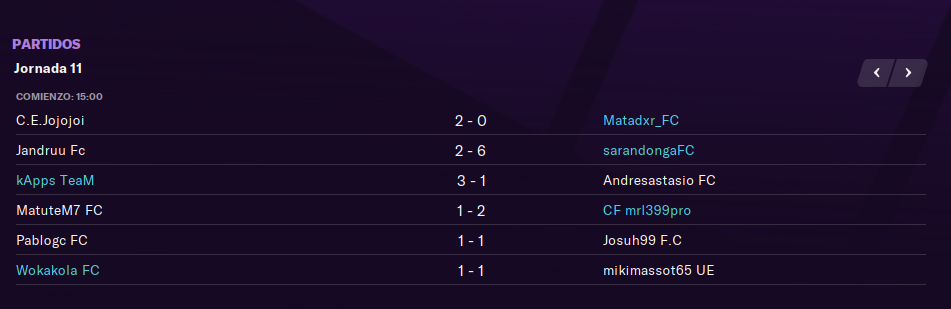 PARTIDOS
Jornada 11
COMIENZO: 15:00
C.E.Jojojoi 2 - 0 Matadxr_FC
Jandruu Fc 2 - 6 sarandongaFC
kApps TeaM 3 - 1 Andresastasio FC
MatuteM7 FC 1 - 2 CF mrl399pro
Pablogc FC 1 - 1 Josuh99 F.C
Wokakola FC 1 - 1 mikimassot65 UE